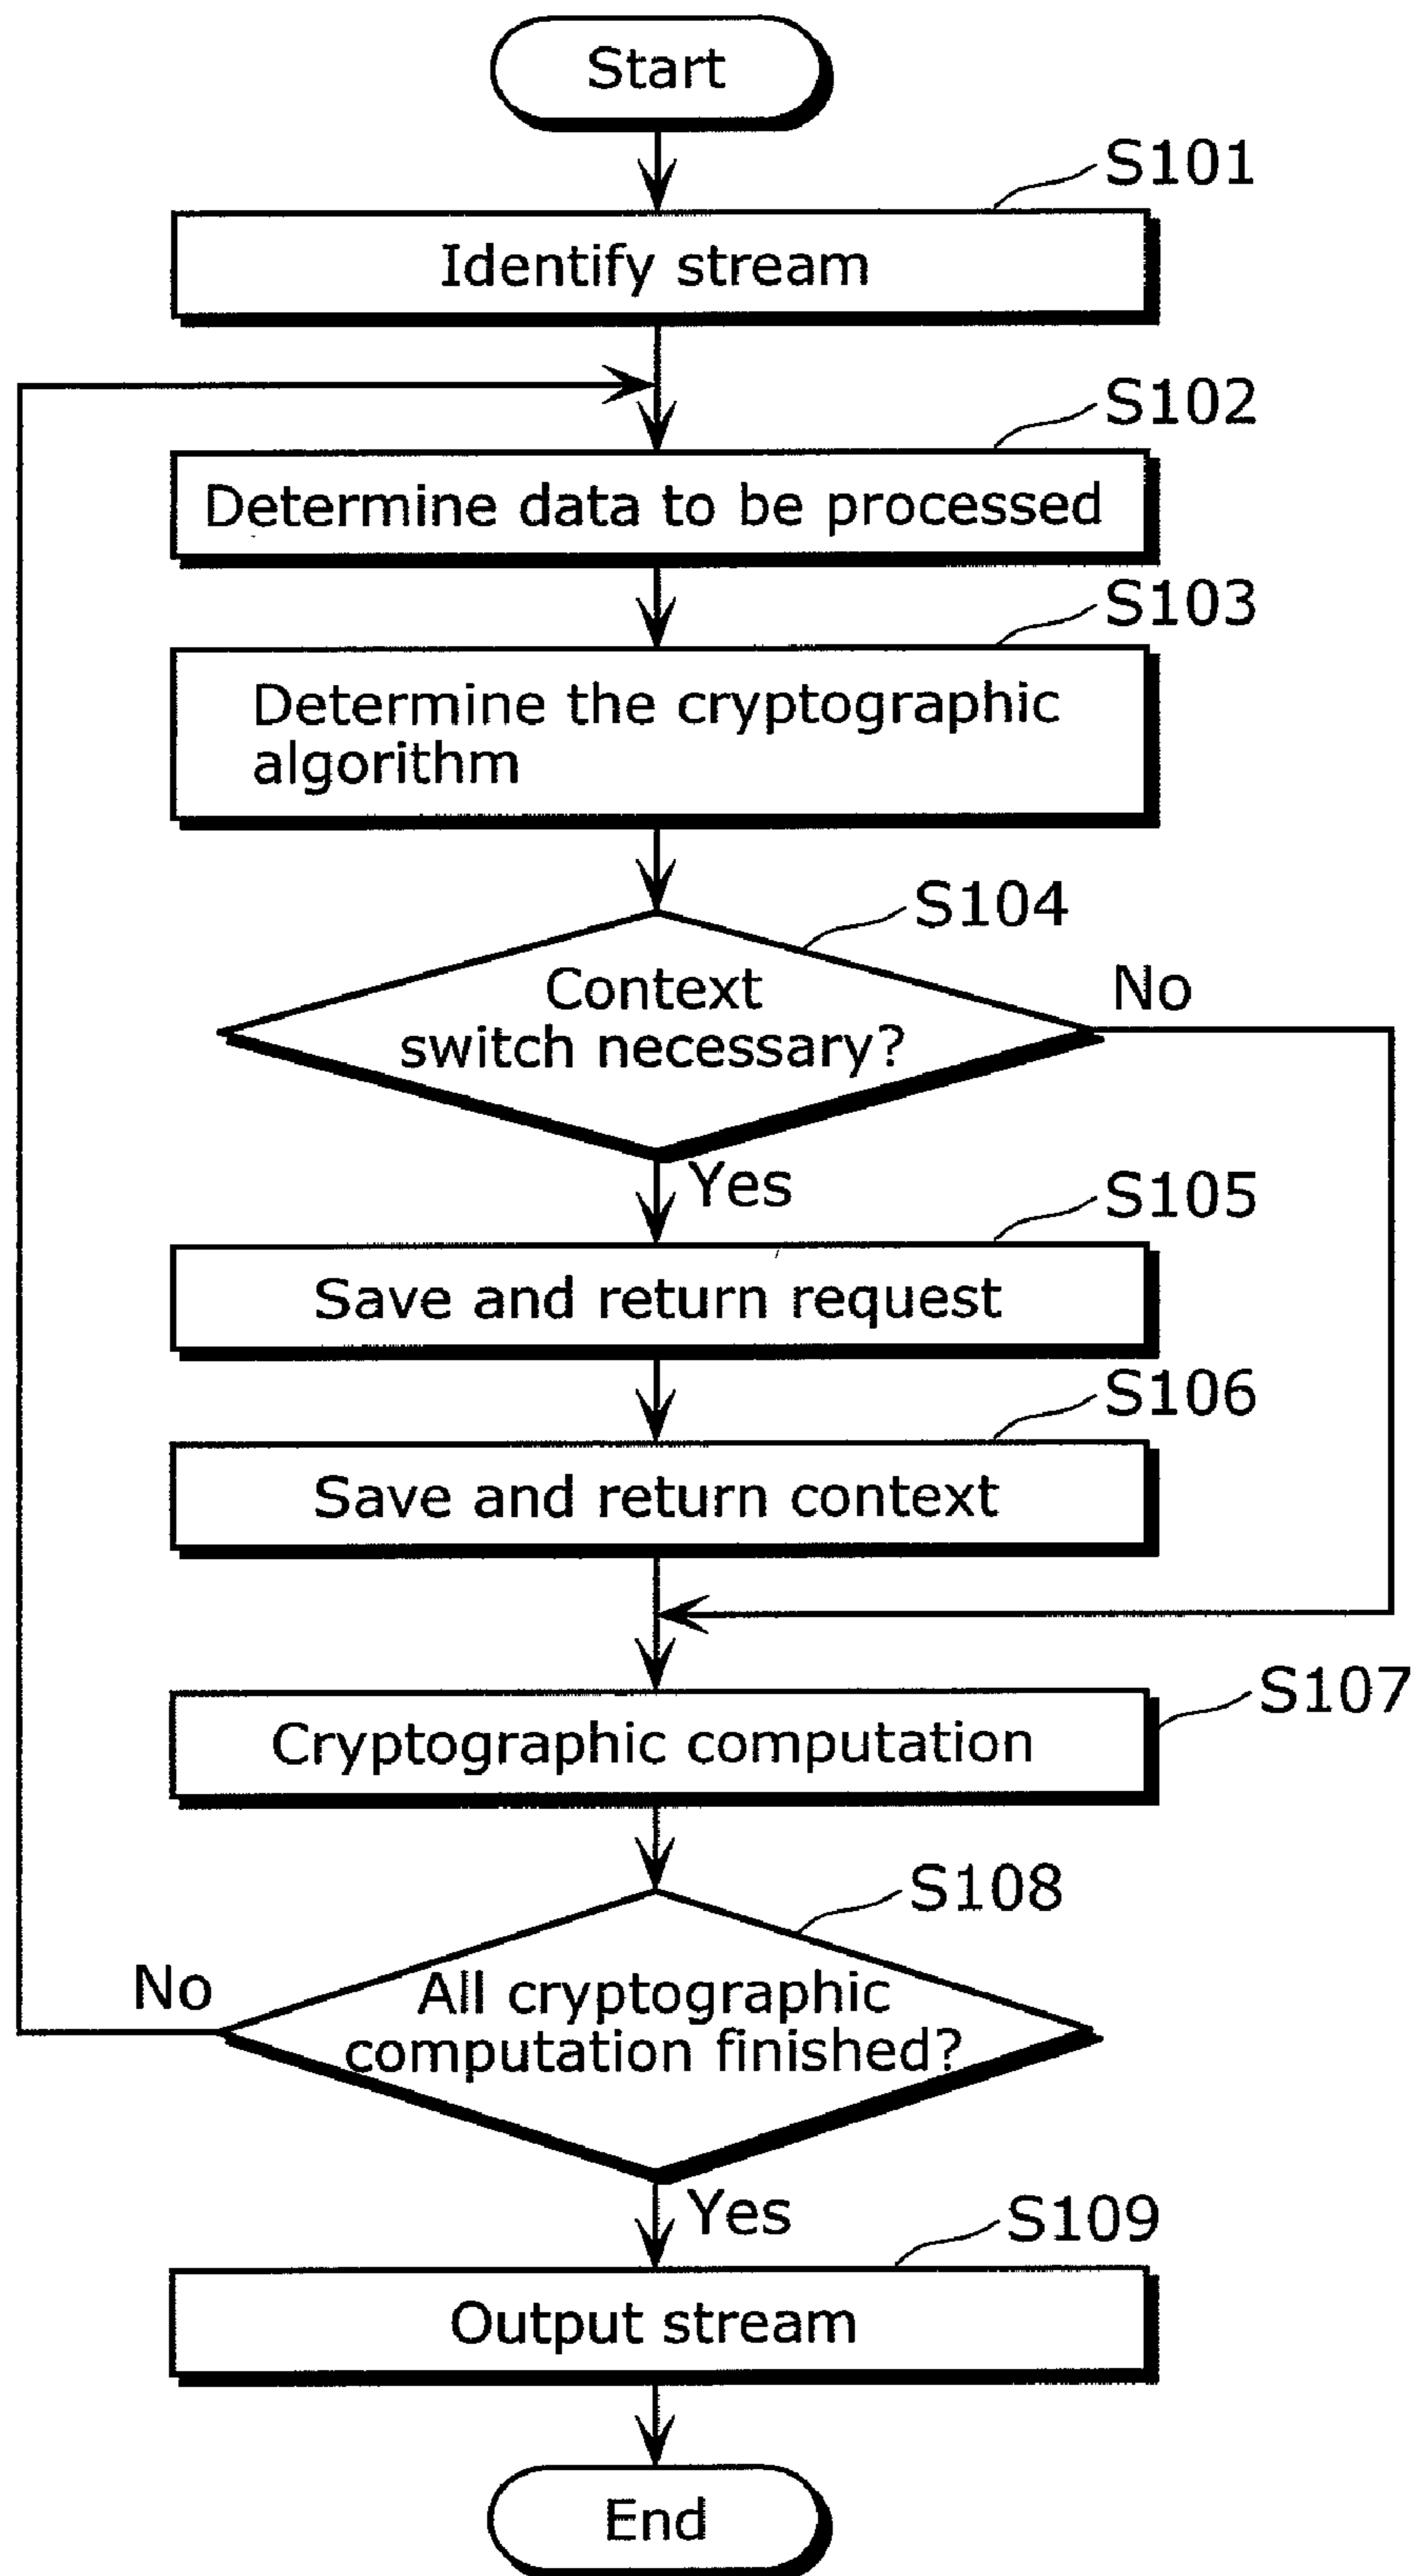 Start
S101
Identify stream
S102
Determine data to be processed
S103
Determine the cryptographic
algorithm
S104
Context
switch necessary?
No
Yes
S105
Save and return request
S106
Save and return context
S107
Cryptographic computation
S108
All cryptographic
computation finished?
No
Yes
S109
Output stream
End